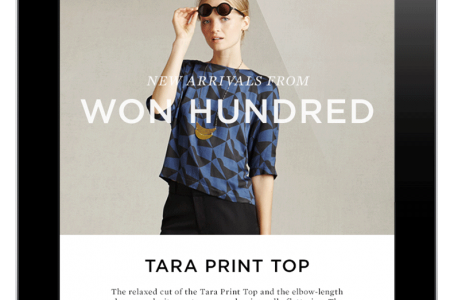 NEW ARRIVALS FROM
WON HUNDRED
TARA PRINT TOP
The relaxed cut of the Tara Print Top and the elbow-length